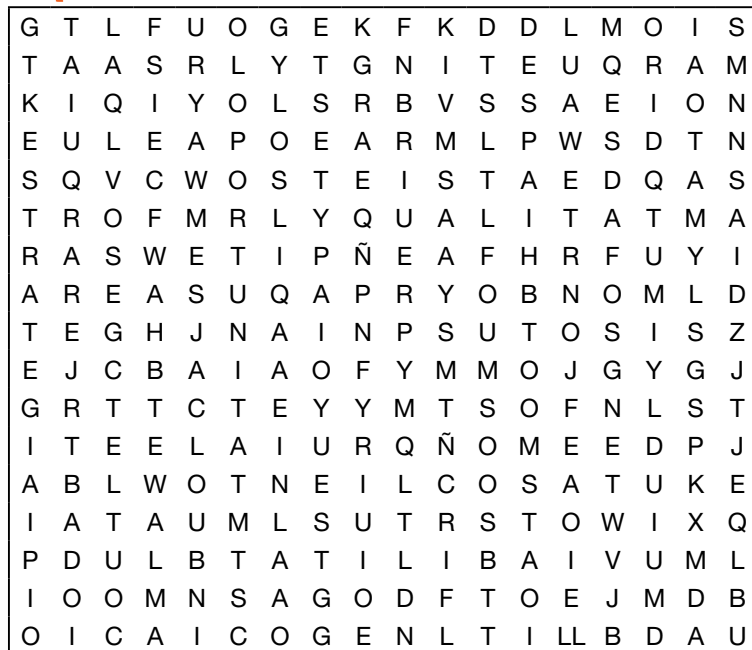 G T L F U O G E K F K D D L M O I S
T A A S R L Y T G N I T E U Q R A M
K I Q I Y O L S R B V S S A E I O N
E U L E A P O E A R M L P W S D T N
S Q V C W O S T E I S T A E D Q A S
T R O F M R L Y Q U A L I T A T M A
R A S W E T I P Ñ E A F H R F U Y I
A R E A S U Q A P R Y O B N O M L D
T E G H J N A I N P S U T O S I S Z
E J C B A I A O F Y M M O J G Y G J
G R T T C T E Y Y M T S O F N L S T
I T E E L A I U R Q Ñ O M E E D P J
A B L W O T N E I L C O S A T U K E
I A T A U M L S U T R S T O W I X Q
P D U L B T A T I L I B A I V U M L
I O O M N S A G O D F T O E J M D B
O I C A I C O G E N L T I LL B D A U